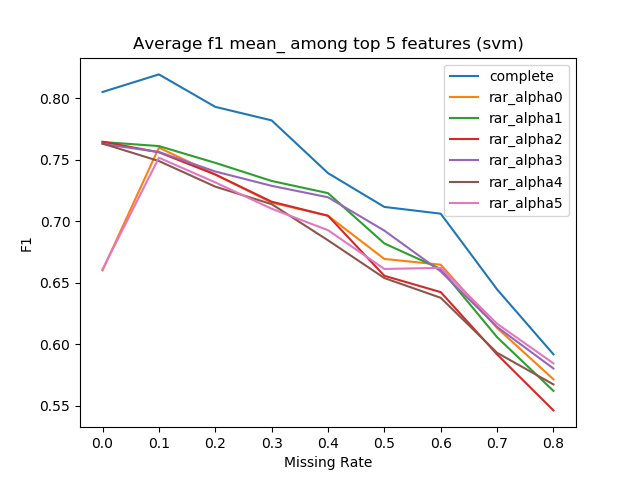 Average f1 mean_ among top 5 features (svm)
complete
rar_alpha0
rar_alpha1
rar_alpha2
rar_alpha3
rar_alpha4
rar_alpha5
F1
0.80
0.75
0.70
0.65
0.60
0.55
0.0 0.1 0.2 0.3 0.4 0.5 0.6 0.7 0.8
Missing Rate